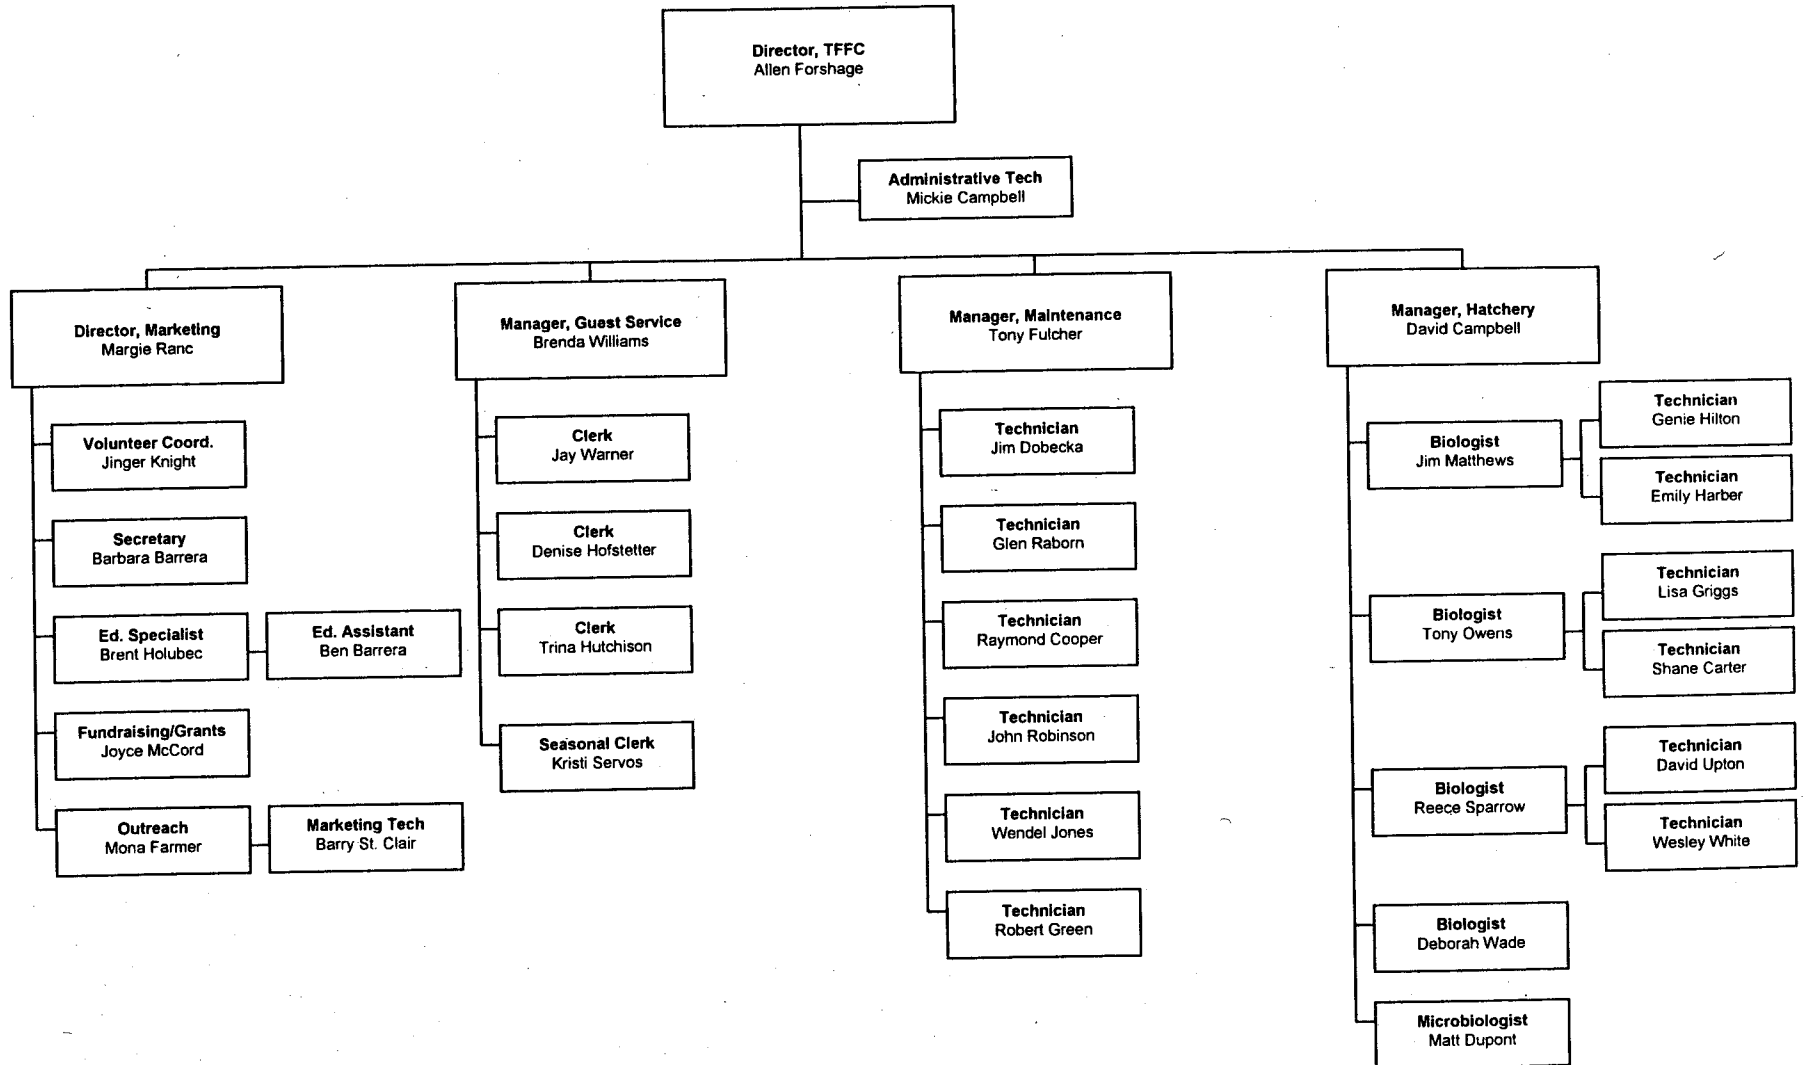 Director, TFFC
Allen Forshage
Administrative Tech
Mickie Campbell
Director, Marketing
Margie Ranc
Manager, Guest Service
Brenda Williams
Manager, Maintenance
Tony Fulcher
Manager, Hatchery
David Campbell
Volunteer Coord.
Jinger Knight
Secretary
Barbara Barrera
Ed. Specialist
Brent Holubec
Ed. Assistant
Ben Barrera
Fundraising/Grants
Joyce McCord
Outreach
Mona Farmer
Marketing Tech
Barry St. Clair
Clerk
Jay Warner
Clerk
Denise Hofstetter
Clerk
Trina Hutchison
Seasonal Clerk
Kristi Servos
Technician
Jim Dobecka
Technician
Glen Raborn
Technician
Raymond Cooper
Technician
John Robinson
Technician
Wendel Jones
Technician
Robert Green
Biologist
Jim Matthews
Technician
Genie Hilton
Technician
Emily Harber
Biologist
Tony Owens
Technician
Lisa Griggs
Technician
Shane Carter
Biologist
Reece Sparrow
Technician
David Upton
Technician
Wesley White
Biologist
Deborah Wade
Microbiologist
Matt Dupont